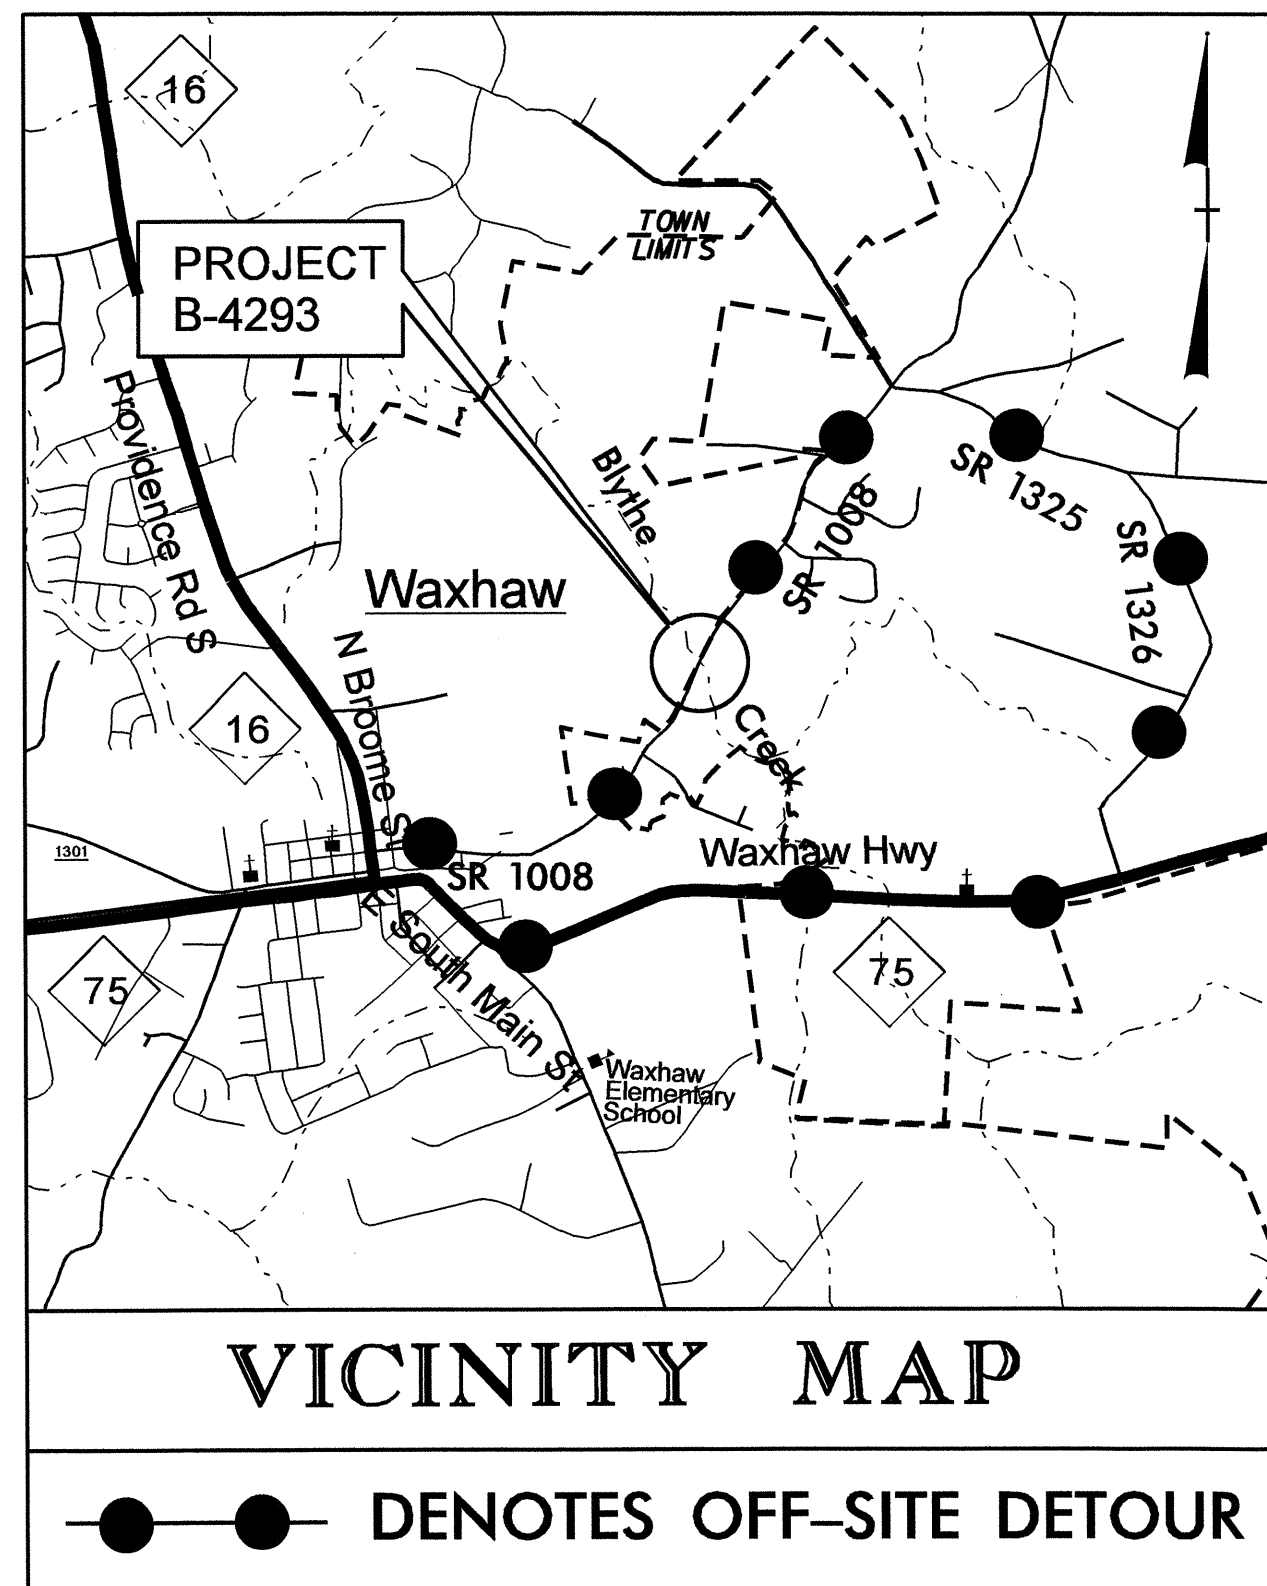 16
TOWN
LIMITS
PROJECT
B-4293
Providence Rd S
Blythe
SR 1325
SR 1008
SR 1326
Waxhaw
N Broome St
16
Creek
1301
Waxhaw Hwy
SR 1008
E South Main St
75
75
Waxhaw
Elementary
School
VICINITY MAP
DENOTES OFF-SITE DETOUR